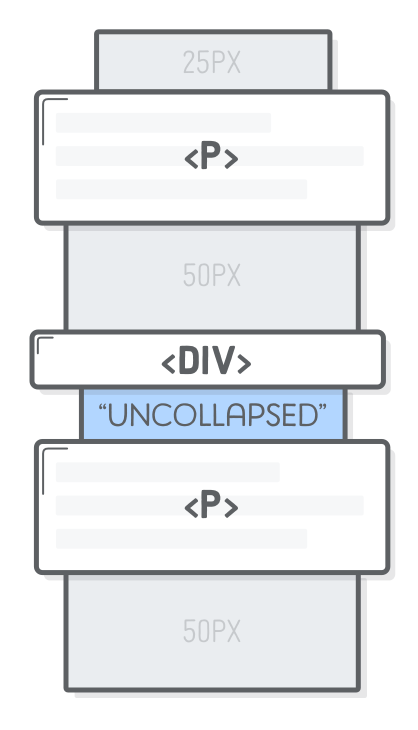 25PX
<P>
50PX
<DIV>
“UNCOLLAPSED”
<P>
50PX